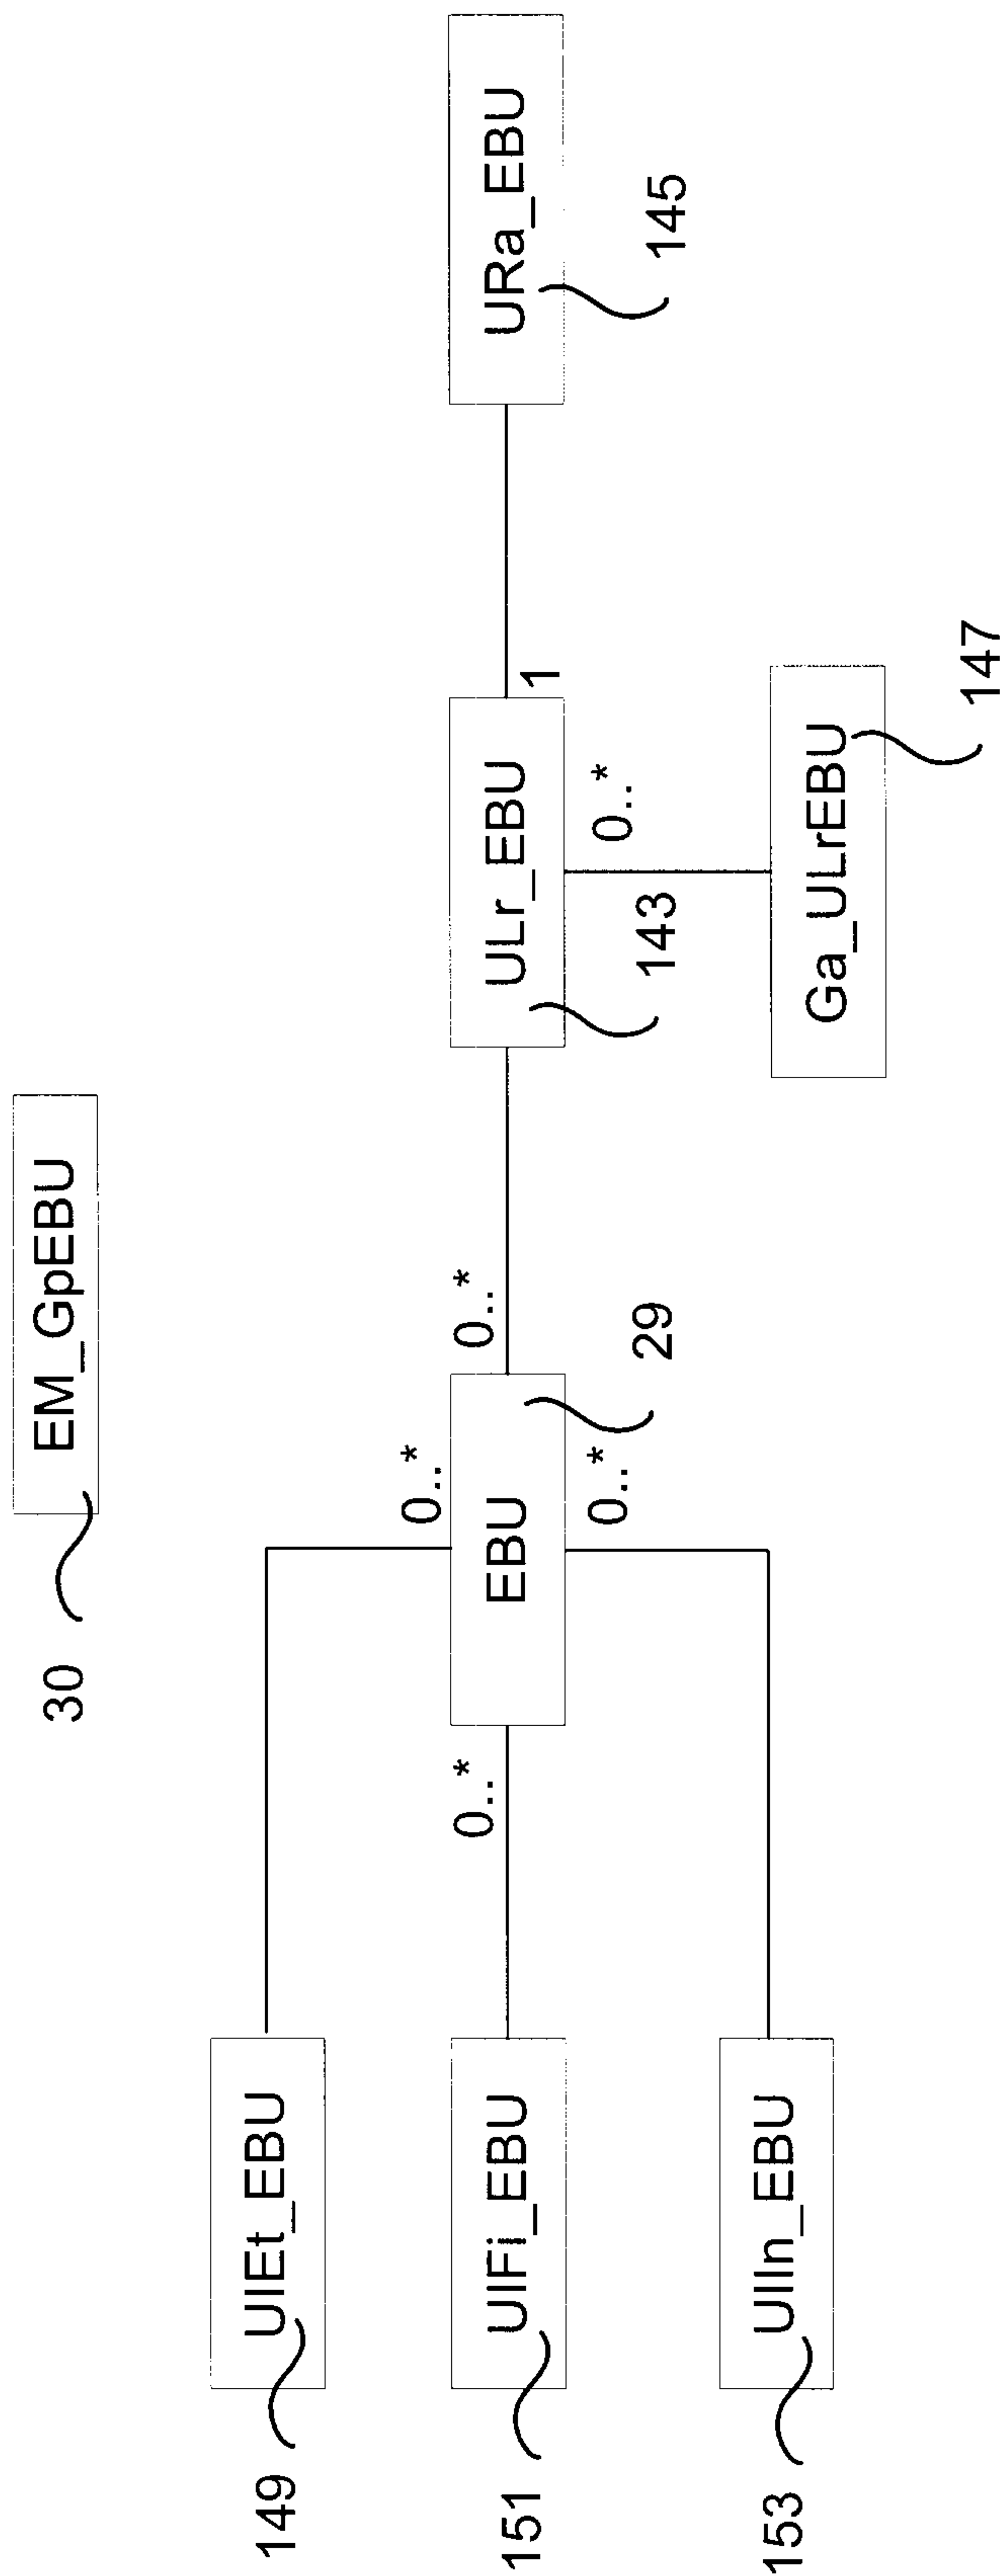 EM_GpEBU
30
UIEt_EBU
149
0..*
UIFi_EBU
151
0..*
EBU
29
0..*
ULr_EBU
143
1
URa_EBU
145
UIIn_EBU
153
0..*
0..*
Ga_ULrEBU
147